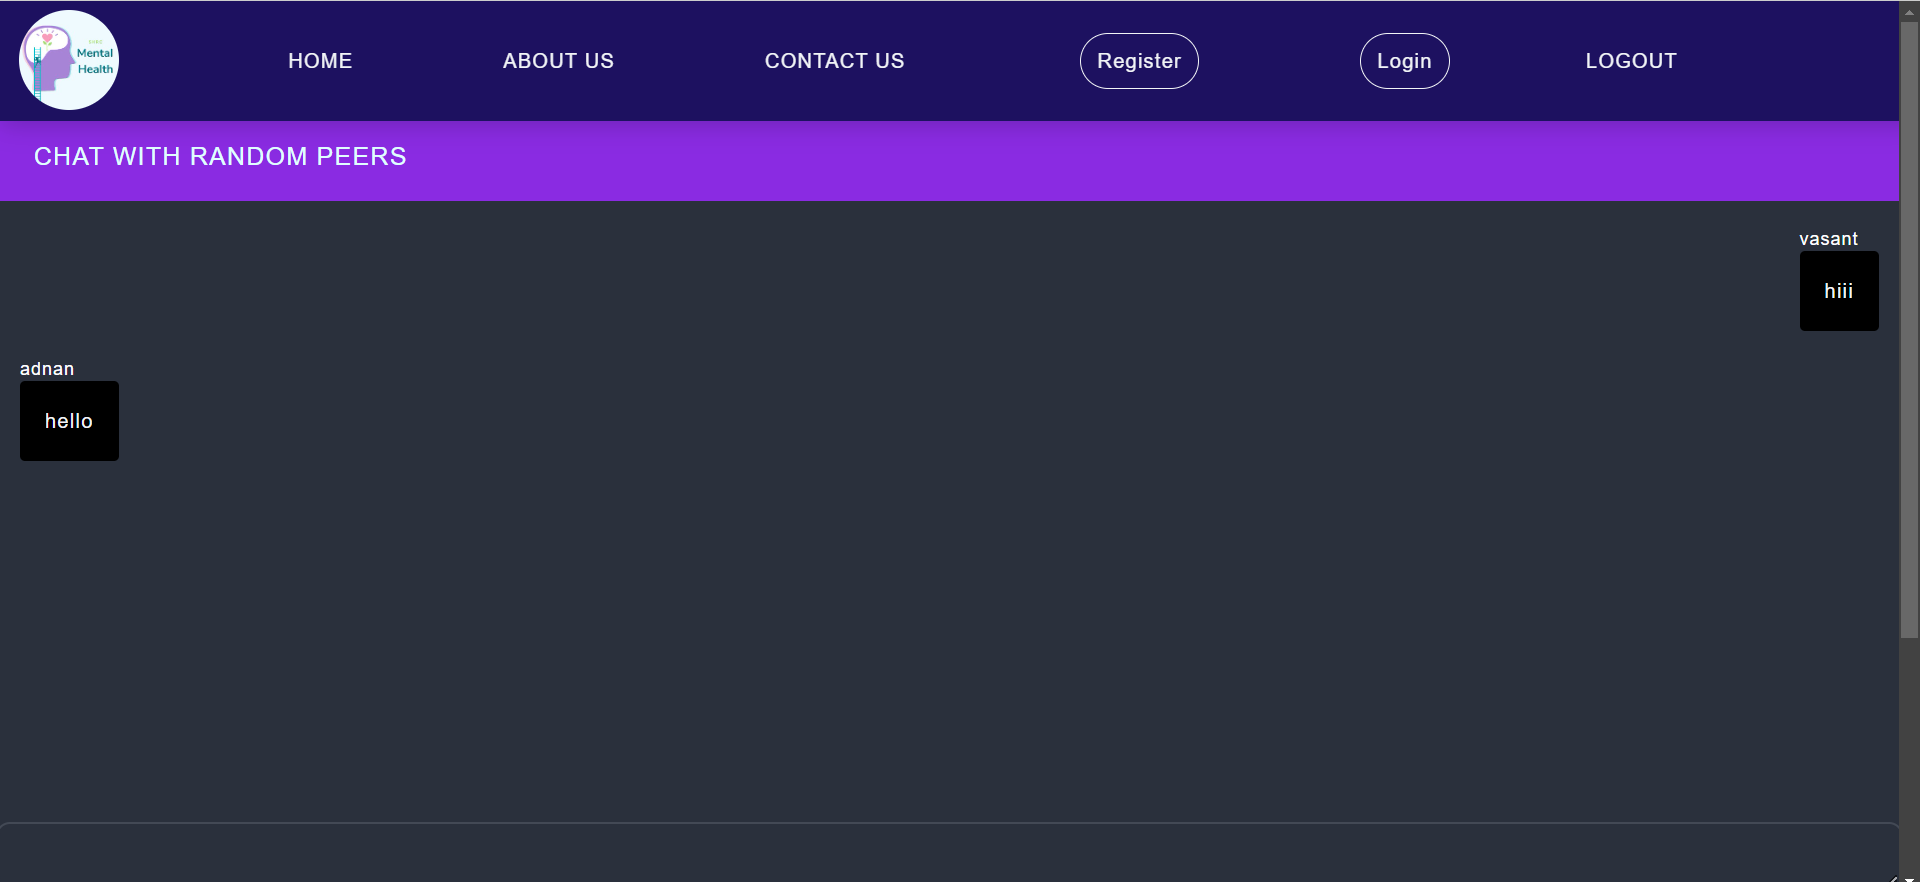 Mental
Health
HOME
ABOUT US
CONTACT US
Register
Login
LOGOUT
CHAT WITH RANDOM PEERS
vasant
hiii
adnan
hello